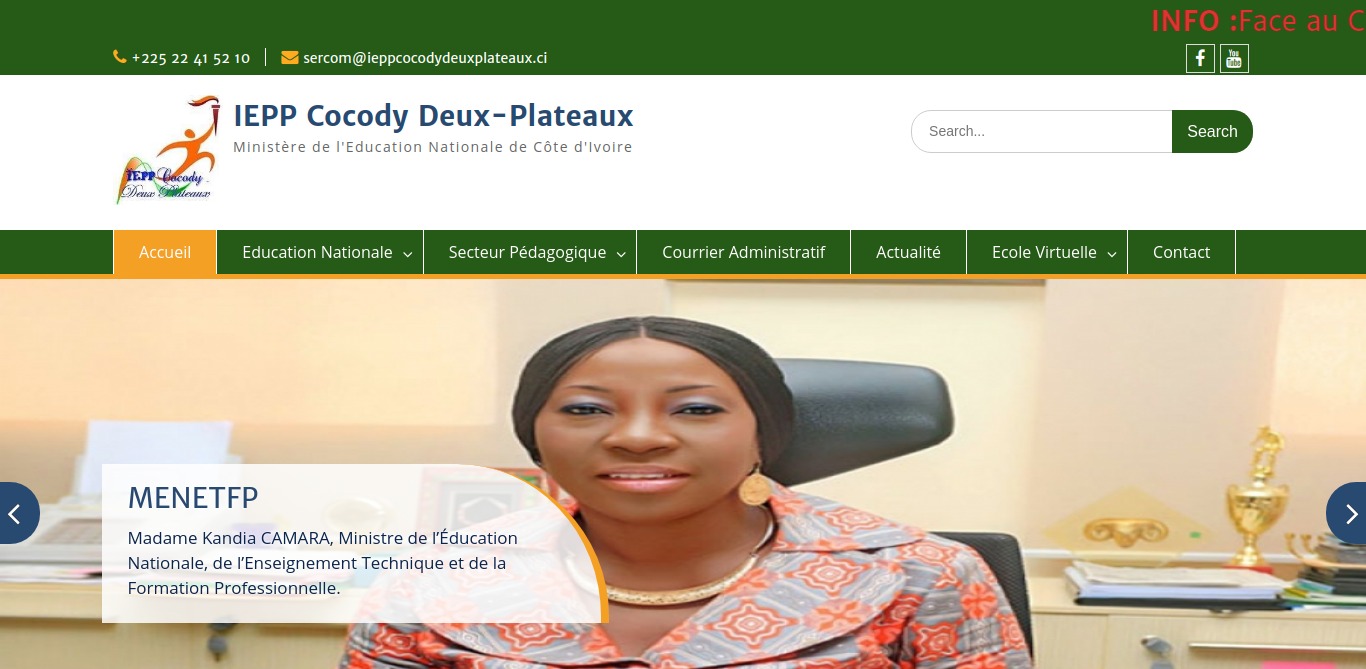 INFO :Face au C
+225 22 41 52 10
sercom@ieppcocodydeuxplateaux.ci
You
Tube
IEPP Cocody
Deux Plateaux
IEPP Cocody Deux-Plateaux
Ministère de l'Education Nationale de Côte d'Ivoire
Search...
Search
Accueil
Education Nationale
Secteur Pédagogique
Courrier Administratif
Actualité
Ecole Virtuelle
Contact
MENETFP
Madame Kandia CAMARA, Ministre de l’Éducation
Nationale, de l’Enseignement Technique et de la
Formation Professionnelle.